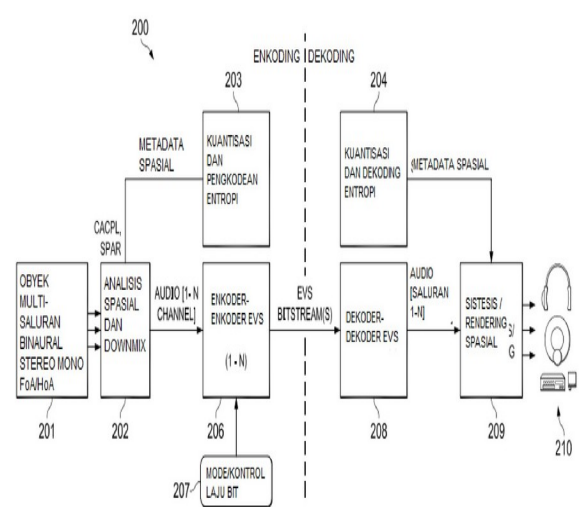 200
ENKODING
DEKODING
203
204
KUANTISASI
DAN
PENGKODEAN
ENTROPI
KUANTISASI
DAN DEKODING
ENTROPI
METADATA
SPASIAL
METADATA SPASIAL
CACPL,
SPAR
OBYEK
MULTI-
SALURAN
BINAURAL
STEREO MONO
FoA/HoA
201
ANALISIS
SPASIAL
DAN
DOWNMIX
202
AUDIO [1- N
CHANNEL]
ENKODER-
ENKODER EVS
(1 - N)
206
EVS
BITSTREAM(S)
DEKODER-
DEKODER EVS
208
AUDIO
[SALURAN
1-N]
SISTESIS /
RENDERING
SPASIAL
S/
G
209
210
207
MODE/KONTROL
LAJU BIT